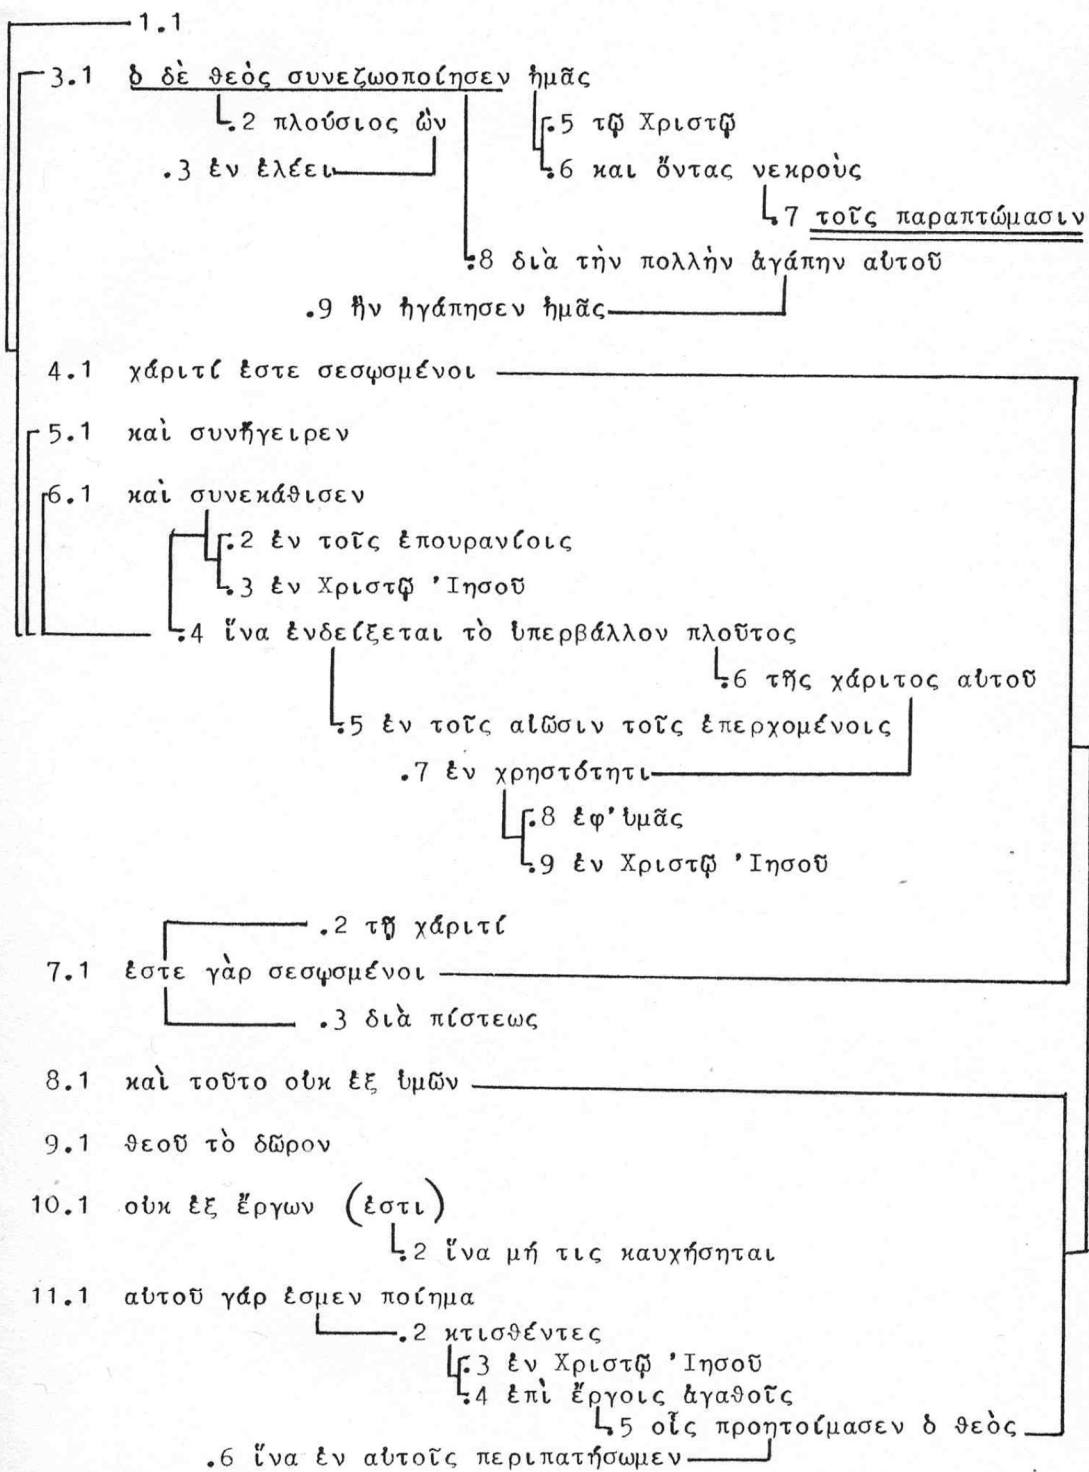 1.1
3.1 ὁ δὲ θεὸς συνεζωοποίησεν ἡμᾶς
.2 πλούσιος ὢν
.5 τῷ Χριστῷ
.3 ἐν ἐλέει
.6 και ὄντας νεκροὺς
.7 τοῖς παραπτώμασιν
.8 διὰ τὴν πολλὴν ἀγάπην αὐτοῦ
.9 ἣν ἠγάπησεν ἡμᾶς
4.1 χάριτί ἐστε σεσῳσμένοι
5.1 καὶ συνήγειρεν
6.1 καὶ συνεκάθισεν
.2 ἐν τοῖς ἐπουρανίοις
.3 ἐν Χριστῷ Ἰησοῦ
.4 ἵνα ἐνδείξεται τὸ ὑπερβάλλον πλοῦτος
.6 τῆς χάριτος αὐτοῦ
.5 ἐν τοῖς αἰῶσιν τοῖς ἐπερχομένοις
.7 ἐν χρηστότητι
.8 ἐφ' ὑμᾶς
.9 ἐν Χριστῷ Ἰησοῦ
.2 τῇ χάριτί
7.1 ἐστε γὰρ σεσῳσμένοι
.3 διὰ πίστεως
8.1 καὶ τοῦτο οὐκ ἐξ ὑμῶν
9.1 θεοῦ τὸ δῶρον
10.1 οὐκ ἐξ ἔργων (ἐστι)
.2 ἵνα μή τις καυχήσηται
11.1 αὐτοῦ γάρ ἐσμεν ποίημα
.2 κτισθέντες
.3 ἐν Χριστῷ Ἰησοῦ
.4 ἐπὶ ἔργοις ἀγαθοῖς
.5 οἷς προητοίμασεν ὁ θεὸς
.6 ἵνα ἐν αὐτοῖς περιπατήσωμεν